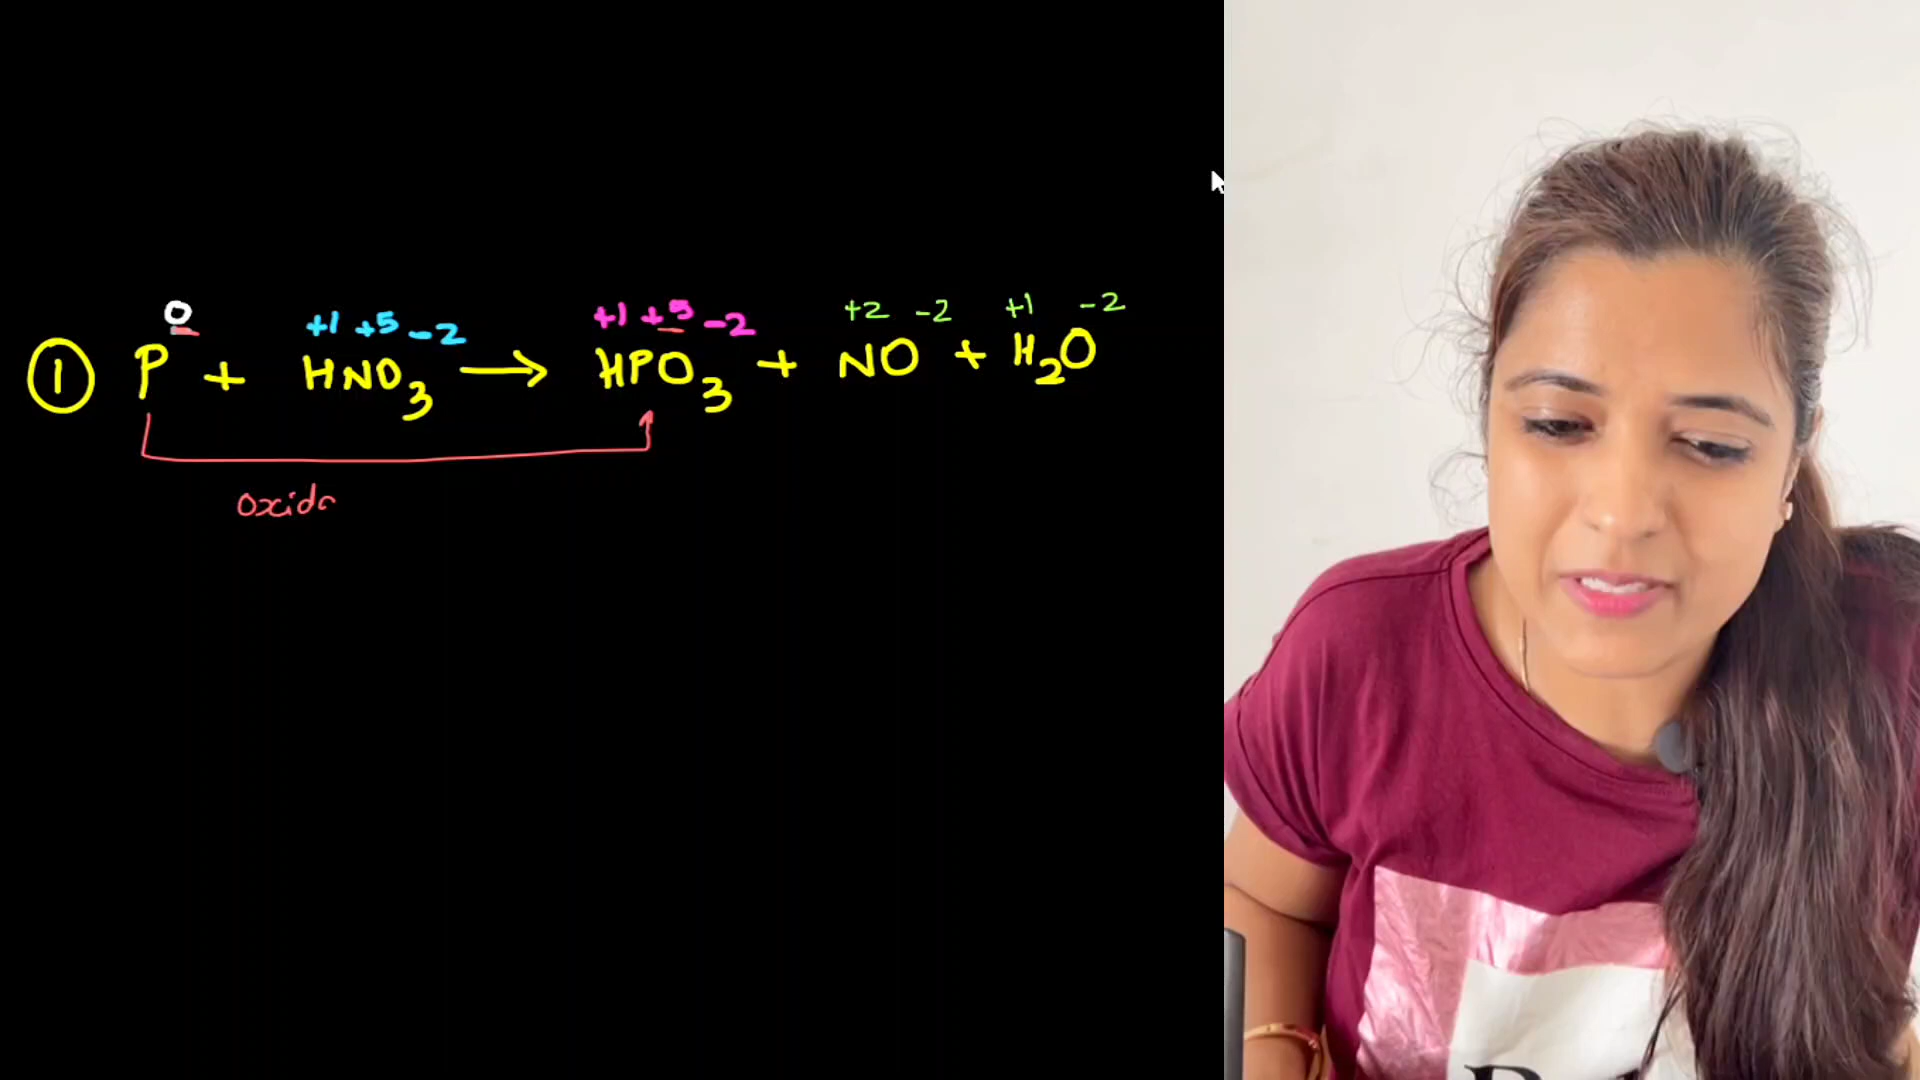 0 +1 +5 -2 +1 +5 -2 +2 -2 +1 -2
① P + HNO₃ → HPO₃ + NO + H₂O
oxida